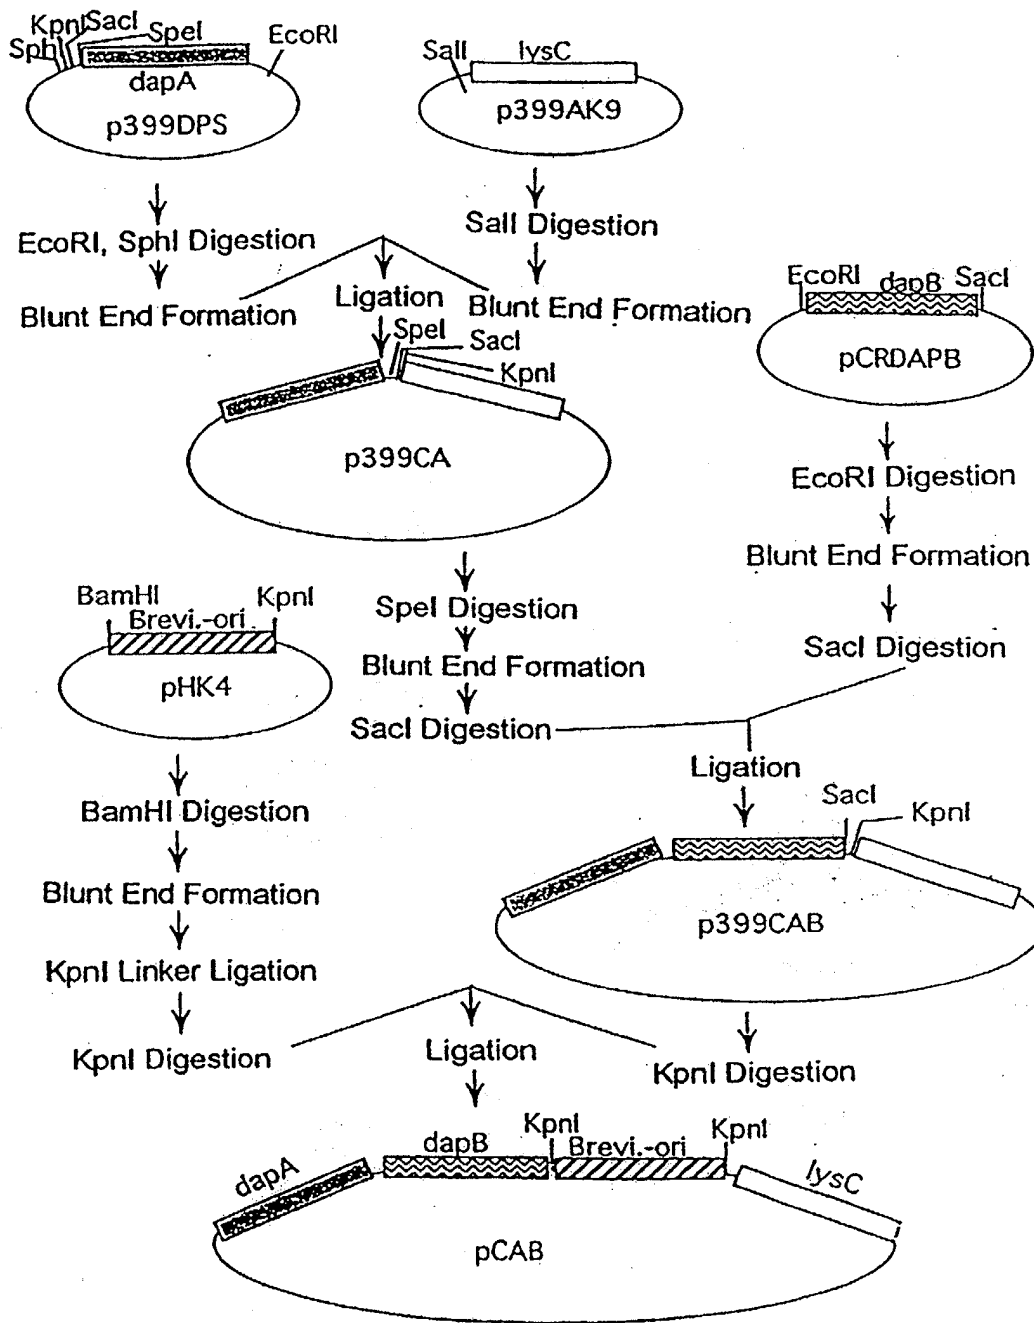 KpnI
SacI
SphI
SpeI
EcoRI
dapA
p399DPS
SalI
lysC
p399AK9
EcoRI, SphI Digestion
Blunt End Formation
SalI Digestion
Blunt End Formation
Ligation
SpeI
SacI
KpnI
p399CA
EcoRI
dapB
SacI
pCRDAPB
EcoRI Digestion
Blunt End Formation
SacI Digestion
SpeI Digestion
Blunt End Formation
SacI Digestion
BamHI
KpnI
Brevi.-ori
pHK4
BamHI Digestion
Blunt End Formation
KpnI Linker Ligation
KpnI Digestion
Ligation
SacI
KpnI
p399CAB
KpnI Digestion
Ligation
dapA
dapB
KpnI
Brevi.-ori
KpnI
lysC
pCAB